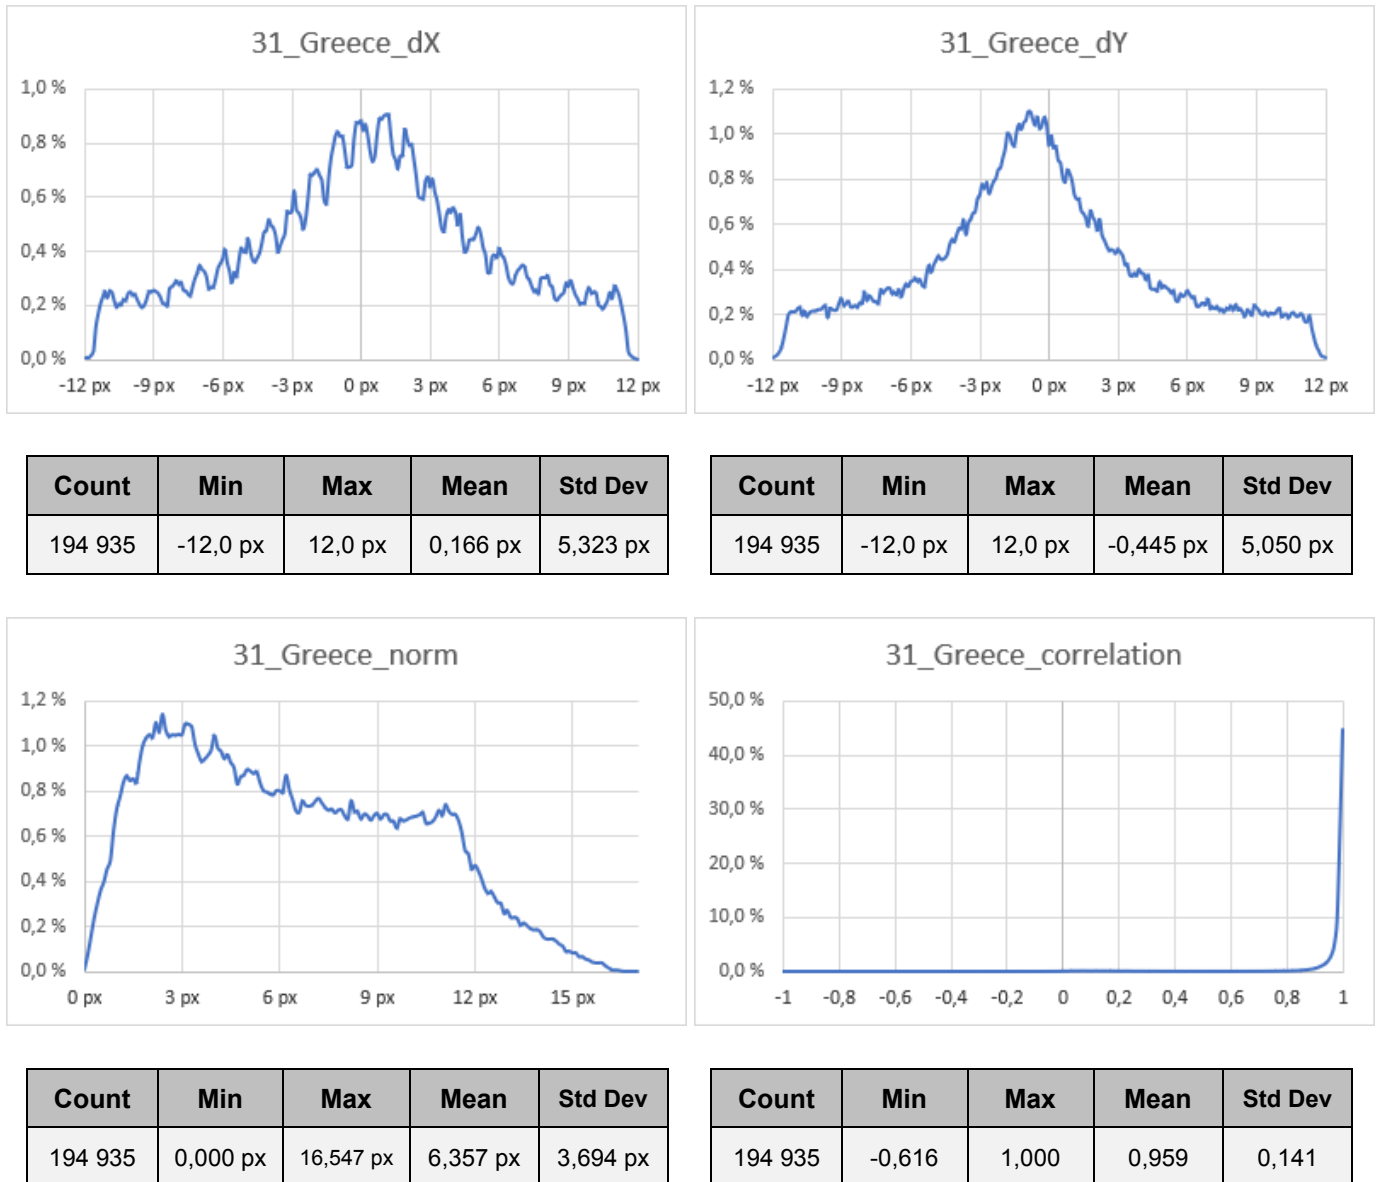 31_Greece_dX
1,0 %
0,8 %
0,6 %
0,4 %
0,2 %
0,0 %
-12 px -9 px -6 px -3 px 0 px 3 px 6 px 9 px 12 px
31_Greece_dY
1,2 %
1,0 %
0,8 %
0,6 %
0,4 %
0,2 %
0,0 %
-12 px -9 px -6 px -3 px 0 px 3 px 6 px 9 px 12 px
Count Min Max Mean Std Dev
194 935 -12,0 px 12,0 px 0,166 px 5,323 px
Count Min Max Mean Std Dev
194 935 -12,0 px 12,0 px -0,445 px 5,050 px
31_Greece_norm
1,2 %
1,0 %
0,8 %
0,6 %
0,4 %
0,2 %
0,0 %
0 px 3 px 6 px 9 px 12 px 15 px
31_Greece_correlation
50,0 %
40,0 %
30,0 %
20,0 %
10,0 %
0,0 %
-1 -0,8 -0,6 -0,4 -0,2 0 0,2 0,4 0,6 0,8 1
Count Min Max Mean Std Dev
194 935 0,000 px 16,547 px 6,357 px 3,694 px
Count Min Max Mean Std Dev
194 935 -0,616 1,000 0,959 0,141